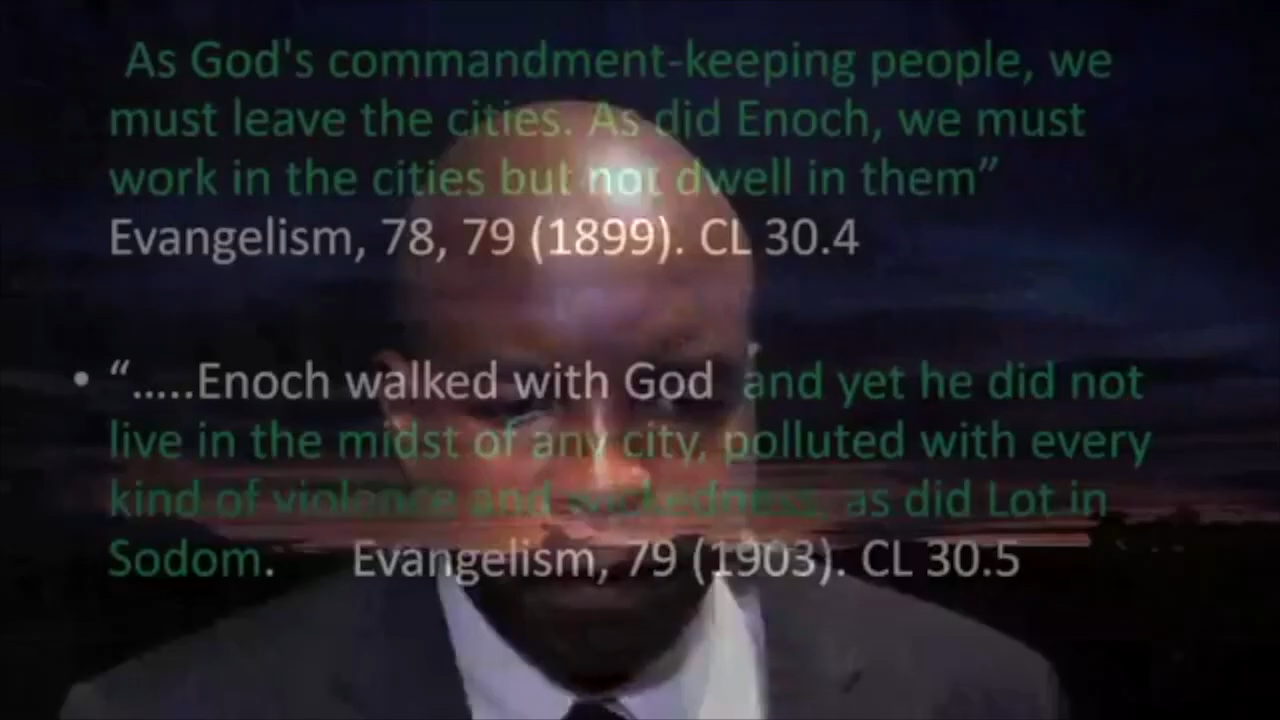 As God's commandment-keeping people, we
must leave the cities. As did Enoch, we must
work in the cities but not dwell in them”
Evangelism, 78, 79 (1899). CL 30.4
• “.....Enoch walked with God and yet he did not
live in the midst of any city, polluted with every
kind of violence and wickedness, as did Lot in
Sodom. Evangelism, 79 (1903). CL 30.5